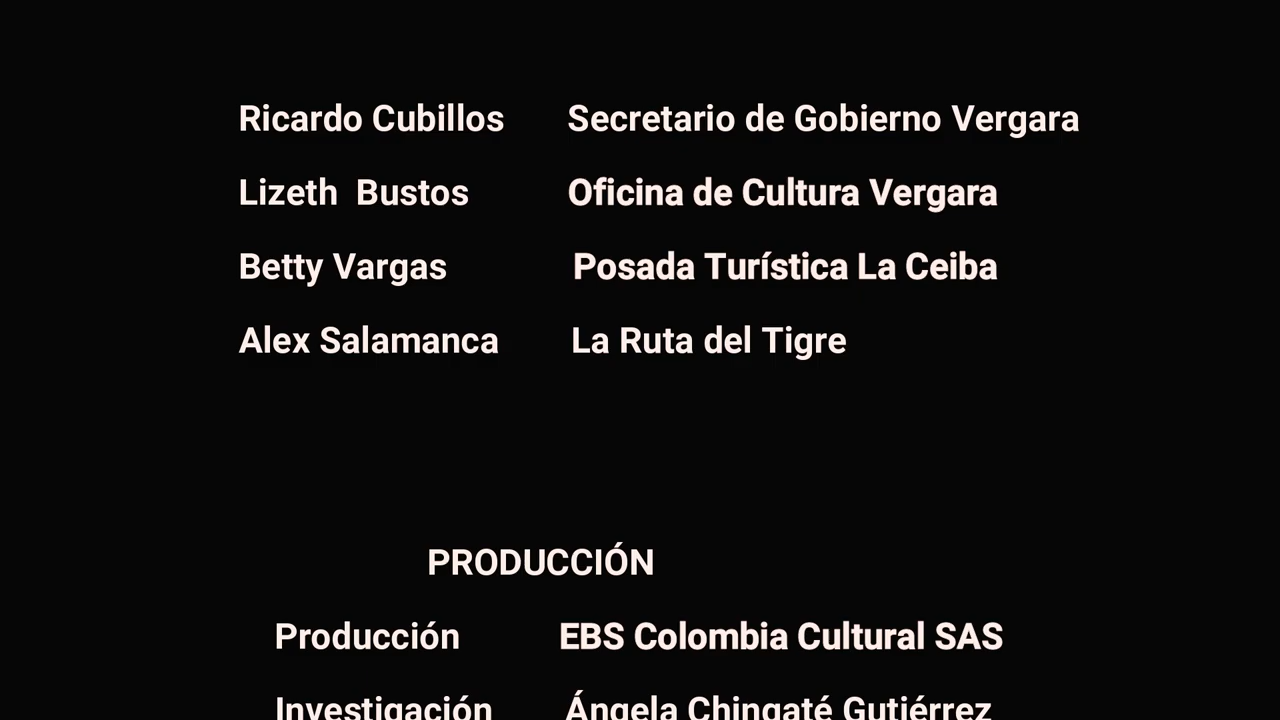 Ricardo Cubillos Secretario de Gobierno Vergara
Lizeth Bustos Oficina de Cultura Vergara
Betty Vargas Posada Turística La Ceiba
Alex Salamanca La Ruta del Tigre
PRODUCCIÓN
Producción EBS Colombia Cultural SAS
Investigación Ángela Chingaté Gutiérrez